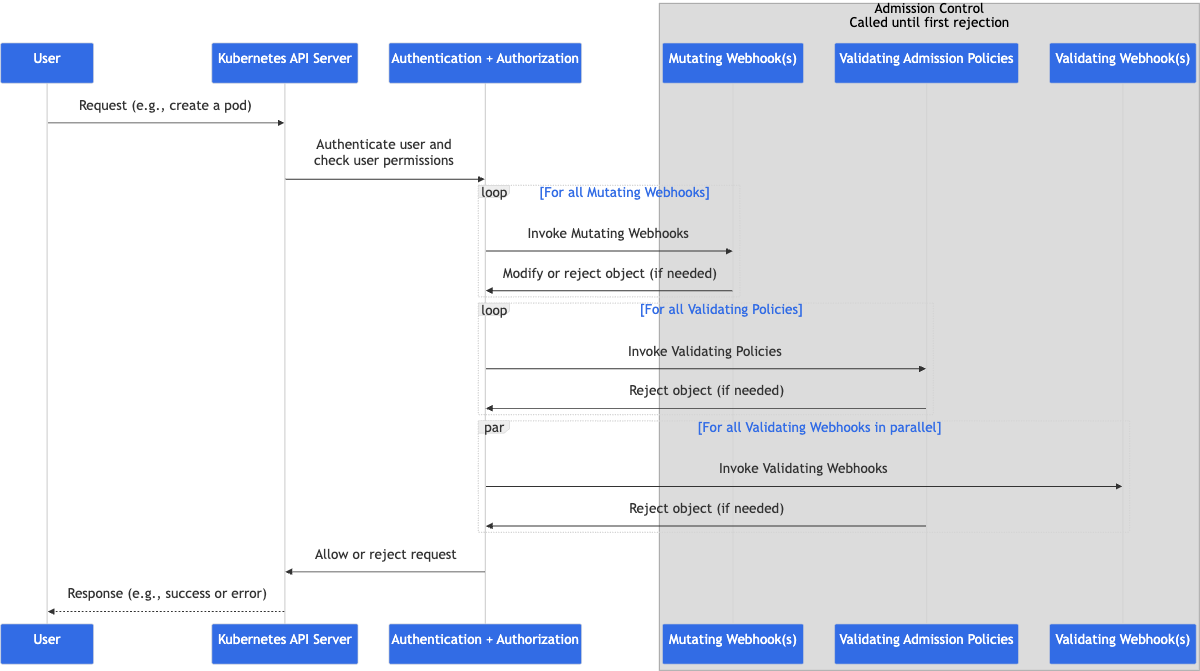 Admission Control
Called until first rejection
User
Kubernetes API Server
Authentication + Authorization
Mutating Webhook(s)
Validating Admission Policies
Validating Webhook(s)
Request (e.g., create a pod)
Authenticate user and
check user permissions
loop
[For all Mutating Webhooks]
Invoke Mutating Webhooks
Modify or reject object (if needed)
loop
[For all Validating Policies]
Invoke Validating Policies
Reject object (if needed)
par
[For all Validating Webhooks in parallel]
Invoke Validating Webhooks
Reject object (if needed)
Allow or reject request
Response (e.g., success or error)
User
Kubernetes API Server
Authentication + Authorization
Mutating Webhook(s)
Validating Admission Policies
Validating Webhook(s)